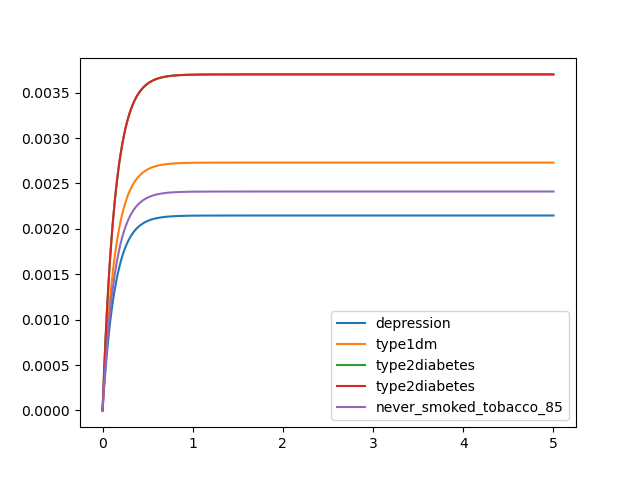 0.0035
0.0030
0.0025
0.0020
0.0015
0.0010
0.0005
0.0000
depression
type1dm
type2diabetes
type2diabetes
never_smoked_tobacco_85
0 1 2 3 4 5